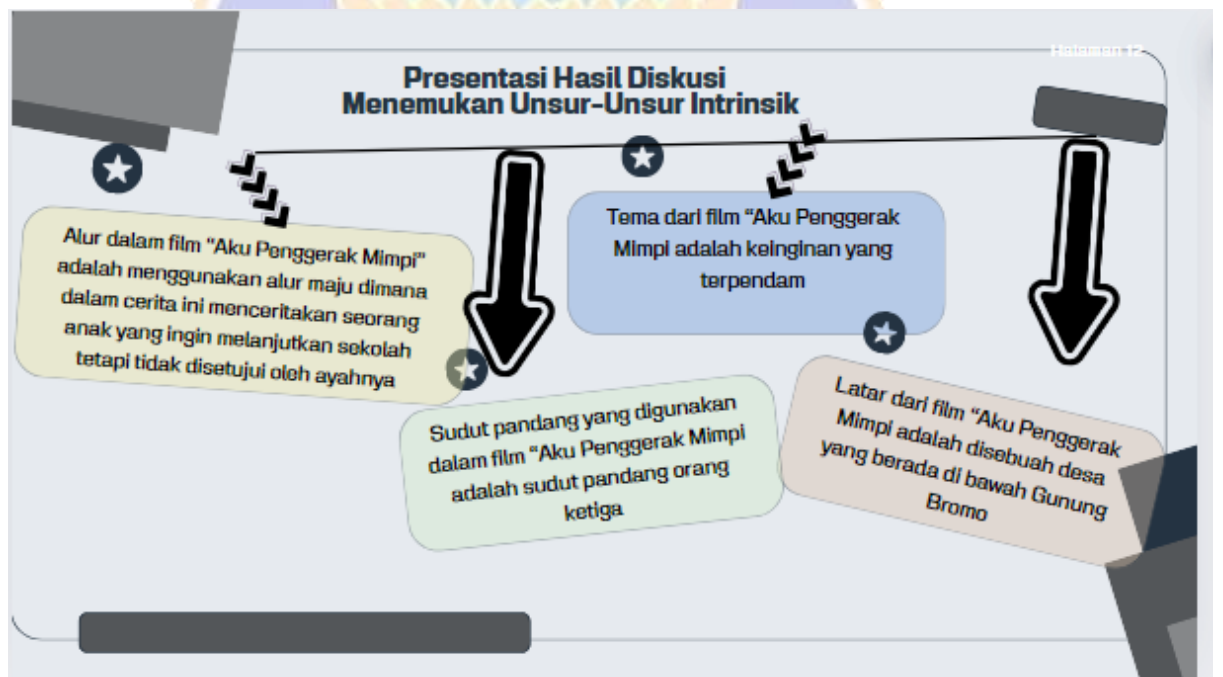 Halaman 12
Presentasi Hasil Diskusi
Menemukan Unsur-Unsur Intrinsik
Alur dalam film "Aku Penggerak Mimpi"
adalah menggunakan alur maju dimana
dalam cerita ini menceritakan seorang
anak yang ingin melanjutkan sekolah
tetapi tidak disetujui oleh ayahnya
Tema dari film "Aku Penggerak
Mimpi adalah keinginan yang
terpendam
Sudut pandang yang digunakan
dalam film "Aku Penggerak Mimpi
adalah sudut pandang orang
ketiga
Latar dari film "Aku Penggerak
Mimpi adalah disebuah desa
yang berada di bawah Gunung
Bromo